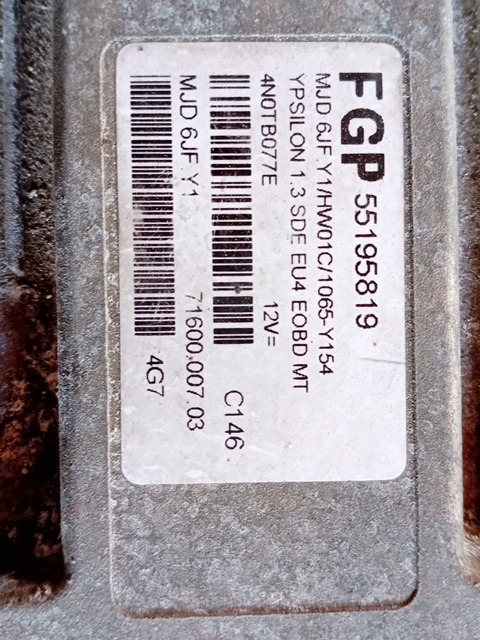 FGP 55195819
MJD 6JF.Y1/HW01C/1065-Y154
YPSILON 1.3 SDE EU4 EOBD MT
4N0TB077E 12V=
C146
MJD 6JF.Y1 71600.007.03
4G7